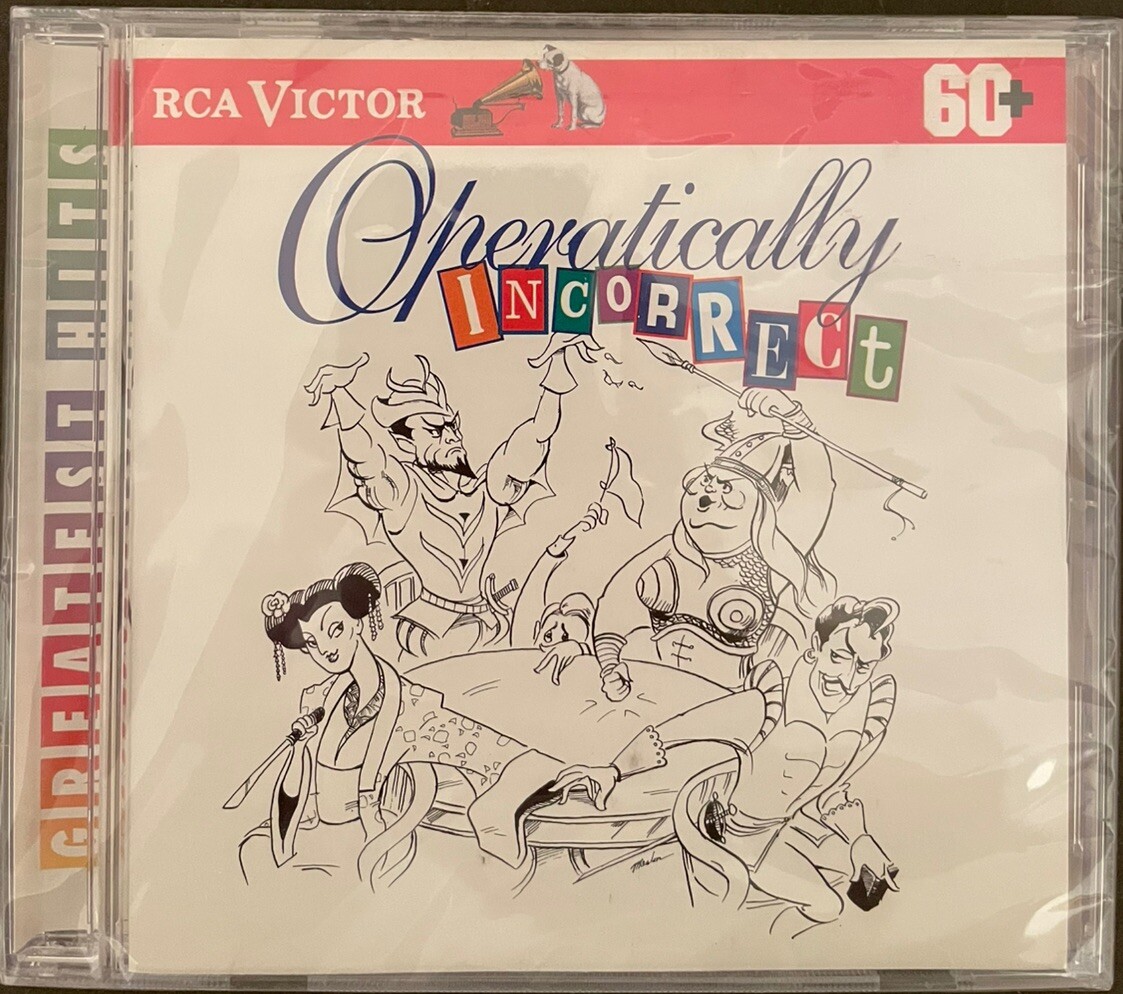 RCA VICTOR
60+
Operatically
INCORRECt
GREATEST HITS